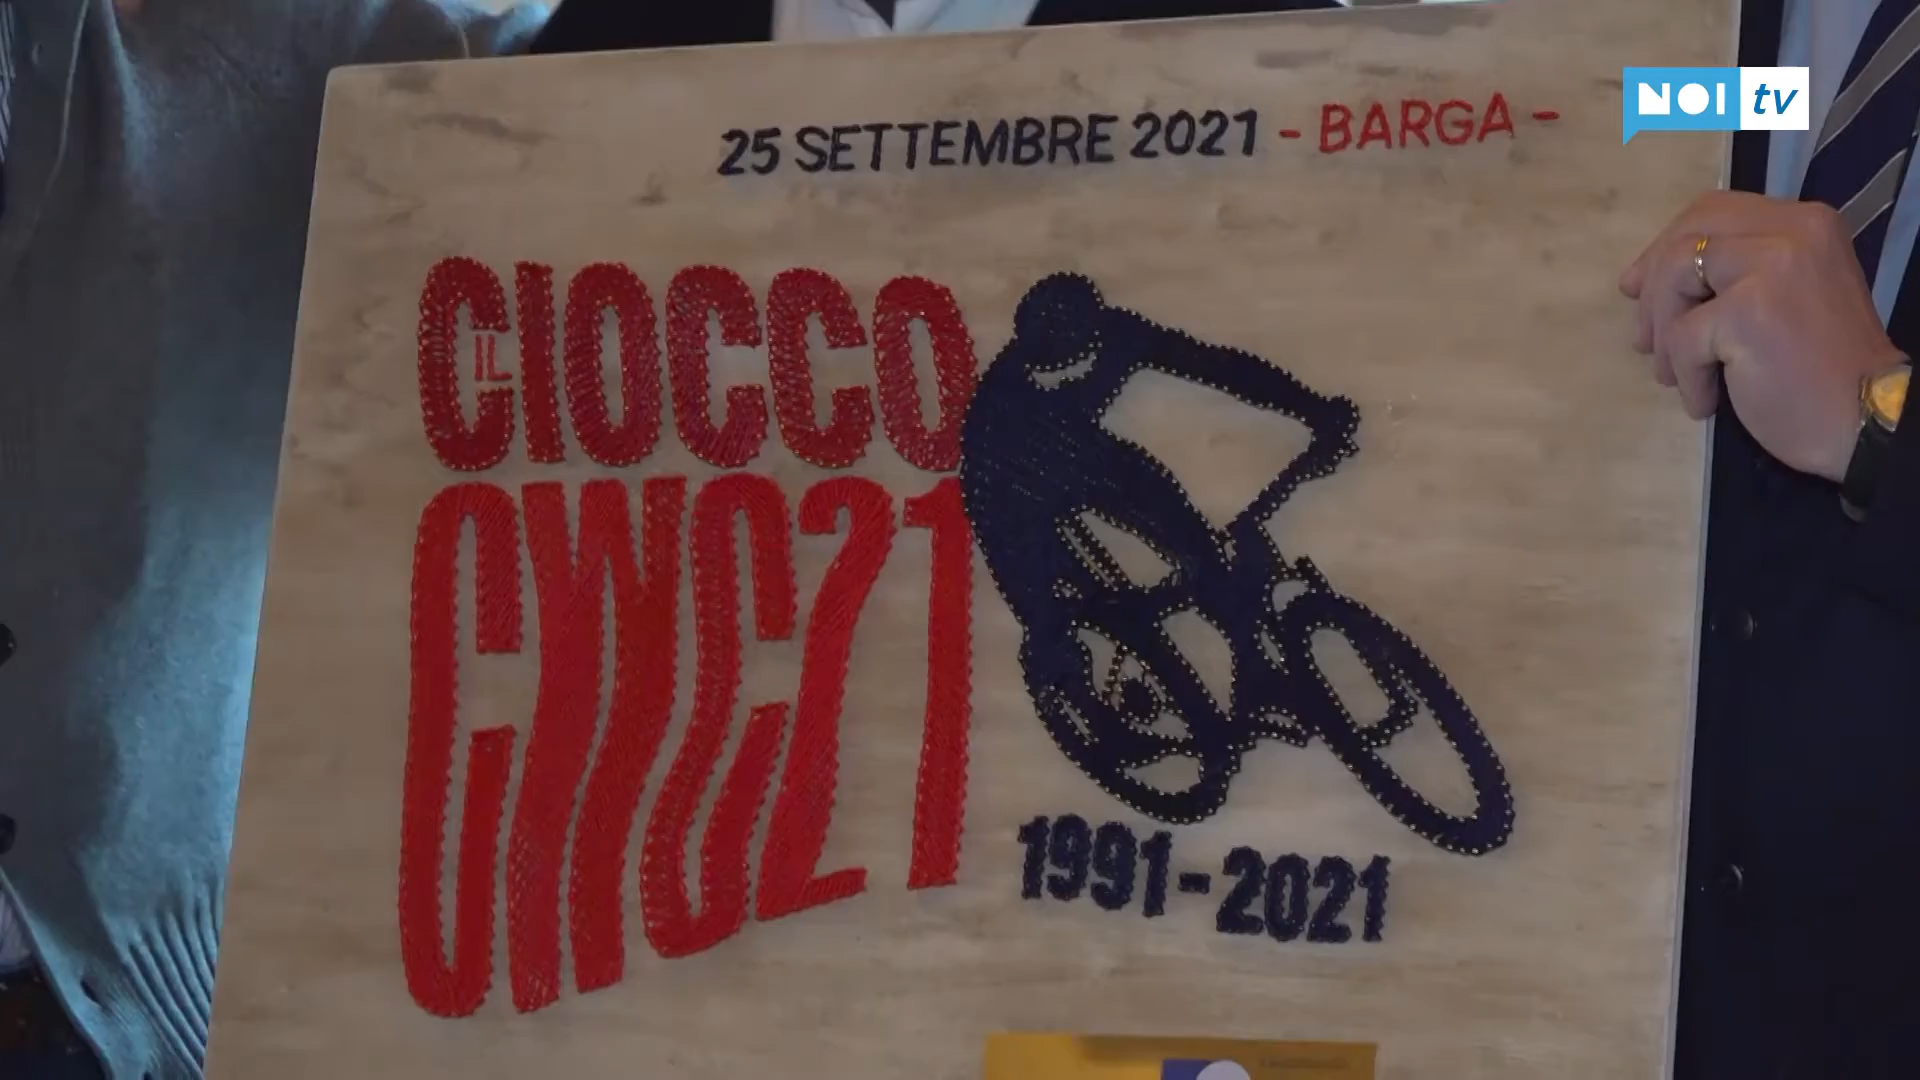 NOI tv
25 SETTEMBRE 2021 - BARGA -
IL CIOCCO
CWC21
1991-2021